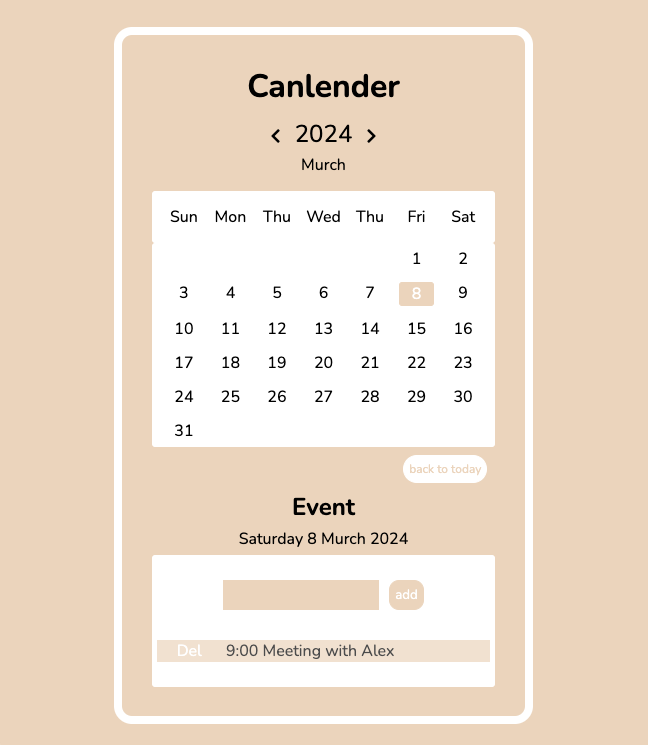 Canlender
2024
Murch
Sun Mon Thu Wed Thu Fri Sat
1 2
3 4 5 6 7 8 9
10 11 12 13 14 15 16
17 18 19 20 21 22 23
24 25 26 27 28 29 30
31
back to today
Event
Saturday 8 Murch 2024
add
Del 9:00 Meeting with Alex